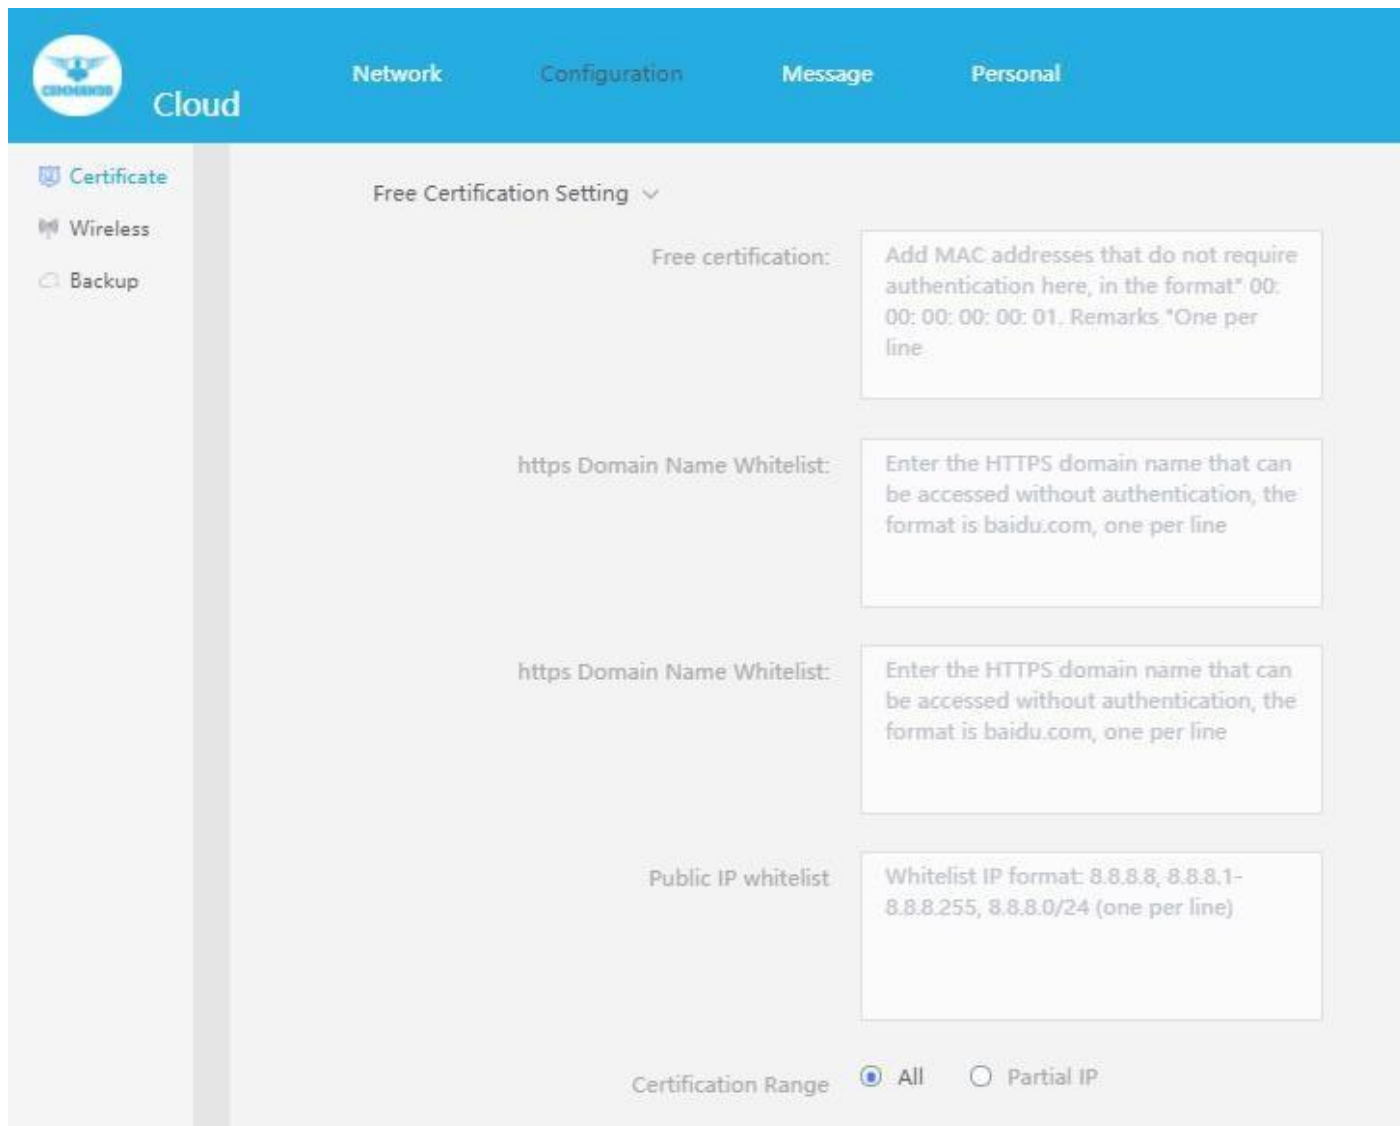 COMMANDO
Cloud
Network
Configuration
Message
Personal
Certificate
Wireless
Backup
Free Certification Setting
Free certification:
Add MAC addresses that do not require
authentication here, in the format" 00:
00: 00: 00: 00: 01. Remarks "One per
line
https Domain Name Whitelist:
Enter the HTTPS domain name that can
be accessed without authentication, the
format is baidu.com, one per line
https Domain Name Whitelist:
Enter the HTTPS domain name that can
be accessed without authentication, the
format is baidu.com, one per line
Public IP whitelist
Whitelist IP format: 8.8.8.8, 8.8.8.1-
8.8.8.255, 8.8.8.0/24 (one per line)
Certification Range
All
Partial IP